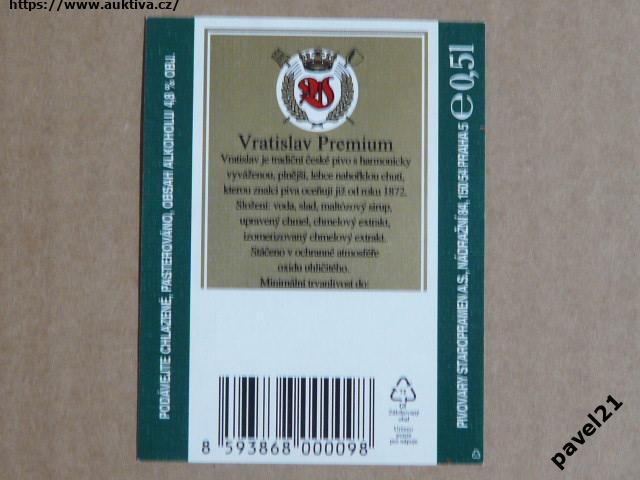 https://www.auktiva.cz/
Vratislav Premium
Vratislav je tradiční české pivo s harmonicky
vyváženou, plnější, lehce nahořklou chutí,
kterou znalci piva oceňují již od roku 1872.
Složení: voda, slad, maltózový sirup,
upravený chmel, chmelový extrakt,
izomerizovaný chmelový extrakt.
Stáčeno v ochranné atmosféře
oxidu uhličitého.
Minimální trvanlivost do:
PODÁVEJTE CHLAZENÉ, PASTEROVÁNO, OBSAH ALKOHOLU 4,8 % OBJ.
PIVOVARY STAROPRAMEN A.S., NÁDRAŽNÍ 84, 150 54 PRAHA 5
e 0,5 l
8 593868 000098
pavel21